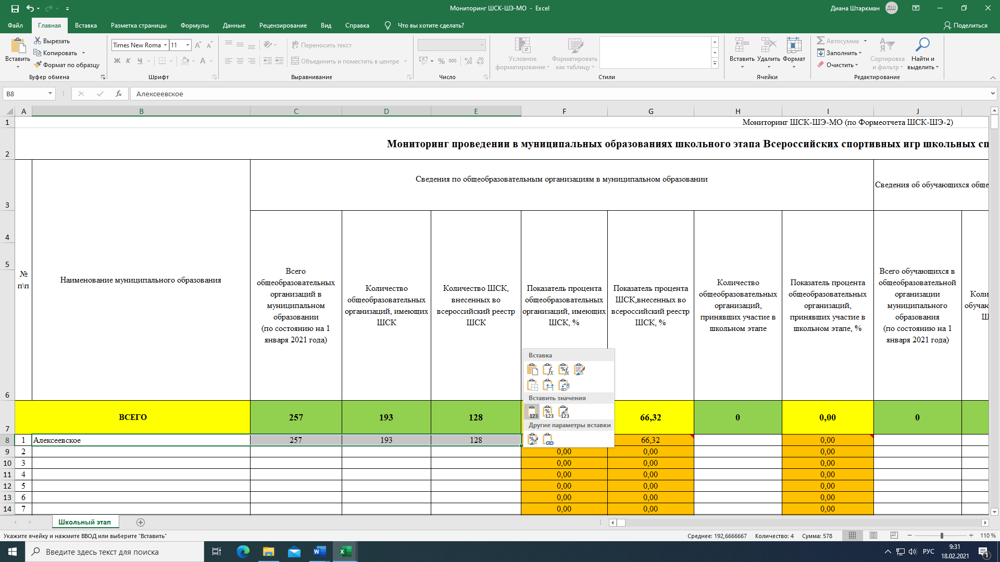 Мониторинг ШСК-ШЭ-МО - Excel
Диана Штаркман ДШ
Файл Главная Вставка Разметка страницы Формулы Данные Рецензирование Вид Справка Что вы хотите сделать? Поделиться
Вставить
Вырезать
Копировать
Формат по образцу
Буфер обмена
Times New Roma 11
Ж К Ч
Шрифт
Переносить текст
Объединить и поместить в центре
Выравнивание
% 000
Число
Условное форматирование
Форматировать как таблицу
Стили
Вставить Удалить Формат
Ячейки
Автосумма
Заполнить
Очистить
Сортировка и фильтр
Найти и выделить
Редактирование
B8 fx Алексеевское
A B C D E F G H I J
1 Мониторинг ШСК-ШЭ-МО (по Формеотчета ШСК-ШЭ-2)
2 Мониторинг проведении в муниципальных образованиях школьного этапа Всероссийских спортивных игр школьных сп
3 Сведения по общеобразовательным организациям в муниципальном образовании
Сведения об обучающихся обще
4
5
6
№
п\п
Наименование муниципального образования
Всего
общеобразовательных
организаций в
муниципальном
образовании
(по состоянию на 1
января 2021 года)
Количество
общеобразовательных
организаций, имеющих
ШСК
Количество ШСК,
внесенных во
всероссийский реестр
ШСК
Показатель процента
общеобразовательных
организаций, имеющих
ШСК, %
Показатель процента
ШСК,внесенных во
всероссийский реестр
ШСК, %
Количество
общеобразовательных
организаций,
принявших участие в
школьном этапе
Показатель процента
общеобразовательных
организаций,
принявших участие в
школьном этапе, %
Всего обучающихся в
общеобразовательной
организации
муниципального
образования
(по состоянию на 1
января 2021 года)
Коли
обучаю
Ш
Вставка
Вставить значения
Другие параметры вставки
7 ВСЕГО 257 193 128 66,32 0 0,00 0
8 1 Алексеевское 257 193 128 66,32 0,00
9 2 0,00 0,00 0,00
10 3 0,00 0,00 0,00
11 4 0,00 0,00 0,00
12 5 0,00 0,00 0,00
13 6 0,00 0,00 0,00
14 7 0,00 0,00 0,00
Школьный этап
Укажите ячейку и нажмите ВВОД или выберите "Вставить"
Среднее: 192,6666667 Количество: 4 Сумма: 578 110 %
Введите здесь текст для поиска
РУС
9:31
18.02.2021
1